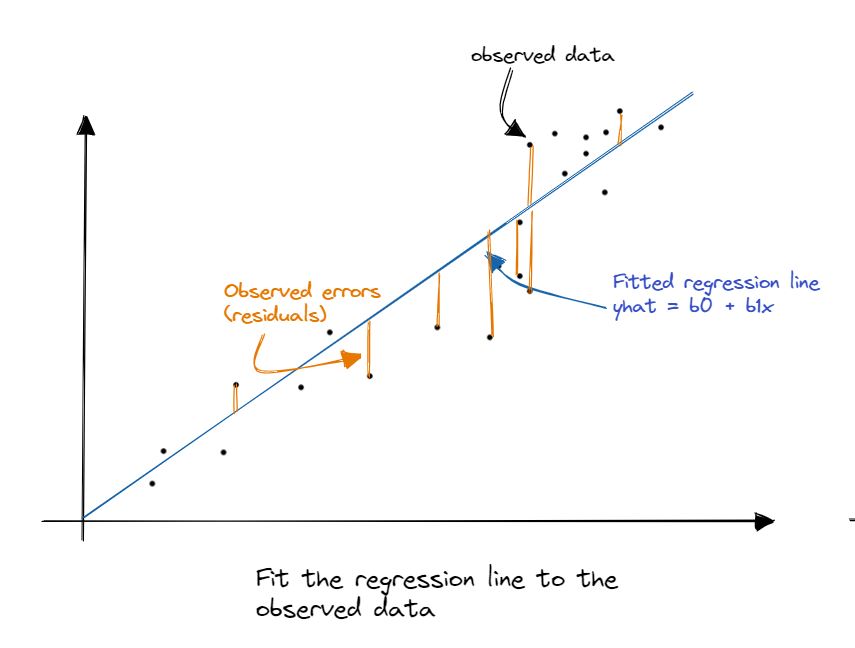 observed data
Observed errors
(residuals)
Fitted regression line
yhat = b0 + b1x
Fit the regression line to the
observed data